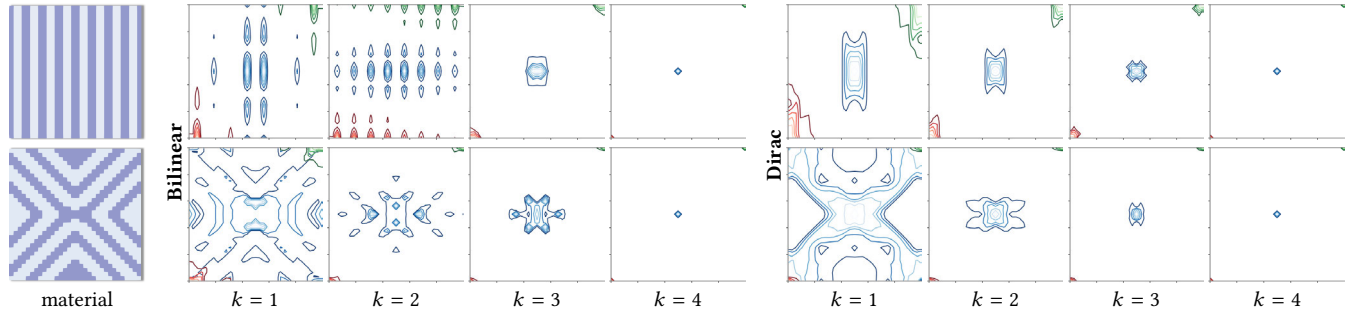 Bilinear
Dirac
material
k = 1
k = 2
k = 3
k = 4
k = 1
k = 2
k = 3
k = 4